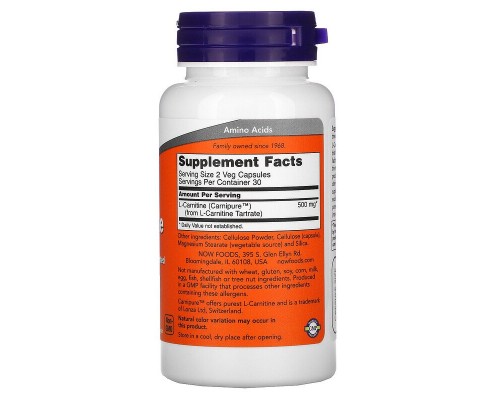 Amino Acids
Family owned since 1968.
Supplement Facts
Serving Size 2 Veg Capsules
Servings Per Container 30
Amount Per Serving
L-Carnitine (Carnipure™) 500 mg*
(from L-Carnitine Tartrate)
* Daily Value not established.
Other ingredients: Cellulose Powder, Cellulose (capsule),
Magnesium Stearate (vegetable source) and Silica.
NOW FOODS, 395 S. Glen Ellyn Rd.
Bloomingdale, IL 60108, USA nowfoods.com
Not manufactured with wheat, gluten, soy, corn, milk,
egg, fish, shellfish or tree nut ingredients. Produced
in a GMP facility that processes other ingredients
containing these allergens.
Carnipure™ offers purest L-Carnitine and is a trademark
of Lonza Ltd, Switzerland.
Natural color variation may occur in
this product.
Store in a cool, dry place after opening.